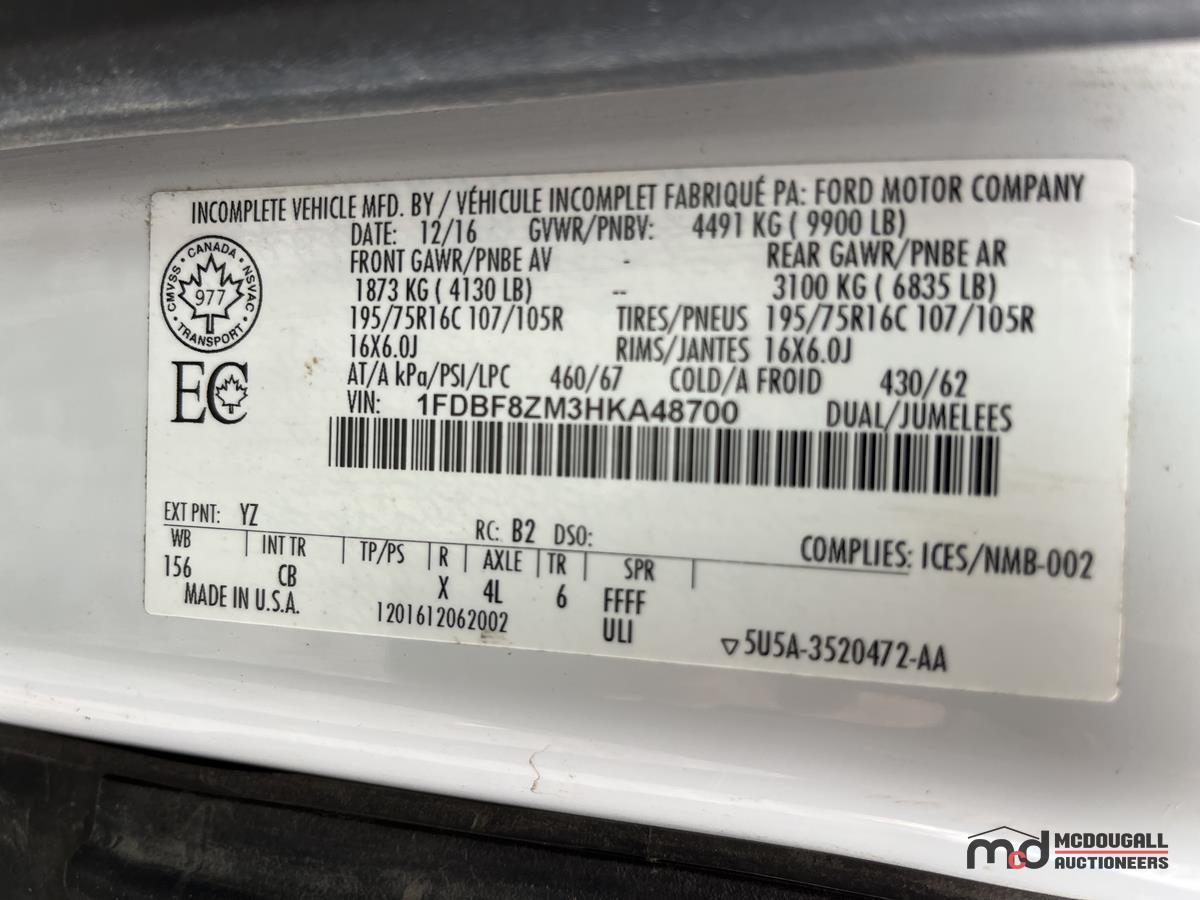 INCOMPLETE VEHICLE MFD. BY / VÉHICULE INCOMPLET FABRIQUÉ PA: FORD MOTOR COMPANY
DATE: 12/16 GVWR/PNBV: 4491 KG ( 9900 LB)
FRONT GAWR/PNBE AV - REAR GAWR/PNBE AR
1873 KG ( 4130 LB) -- 3100 KG ( 6835 LB)
195/75R16C 107/105R TIRES/PNEUS 195/75R16C 107/105R
16X6.0J RIMS/JANTES 16X6.0J
AT/A kPa/PSI/LPC 460/67 COLD/A FROID 430/62
VIN: 1FDBF8ZM3HKA48700 DUAL/JUMELEES
CMVSS • CANADA • NSVAC • TRANSPORT •
977
EC
EXT PNT: YZ RC: B2 DSO:
COMPLIES: ICES/NMB-002
WB INT TR TP/PS R AXLE TR SPR
156 CB X 4L 6 FFFF
MADE IN U.S.A. 1201612062002 ULI
▽5U5A-3520472-AA
mcd MCDOUGALL
AUCTIONEERS